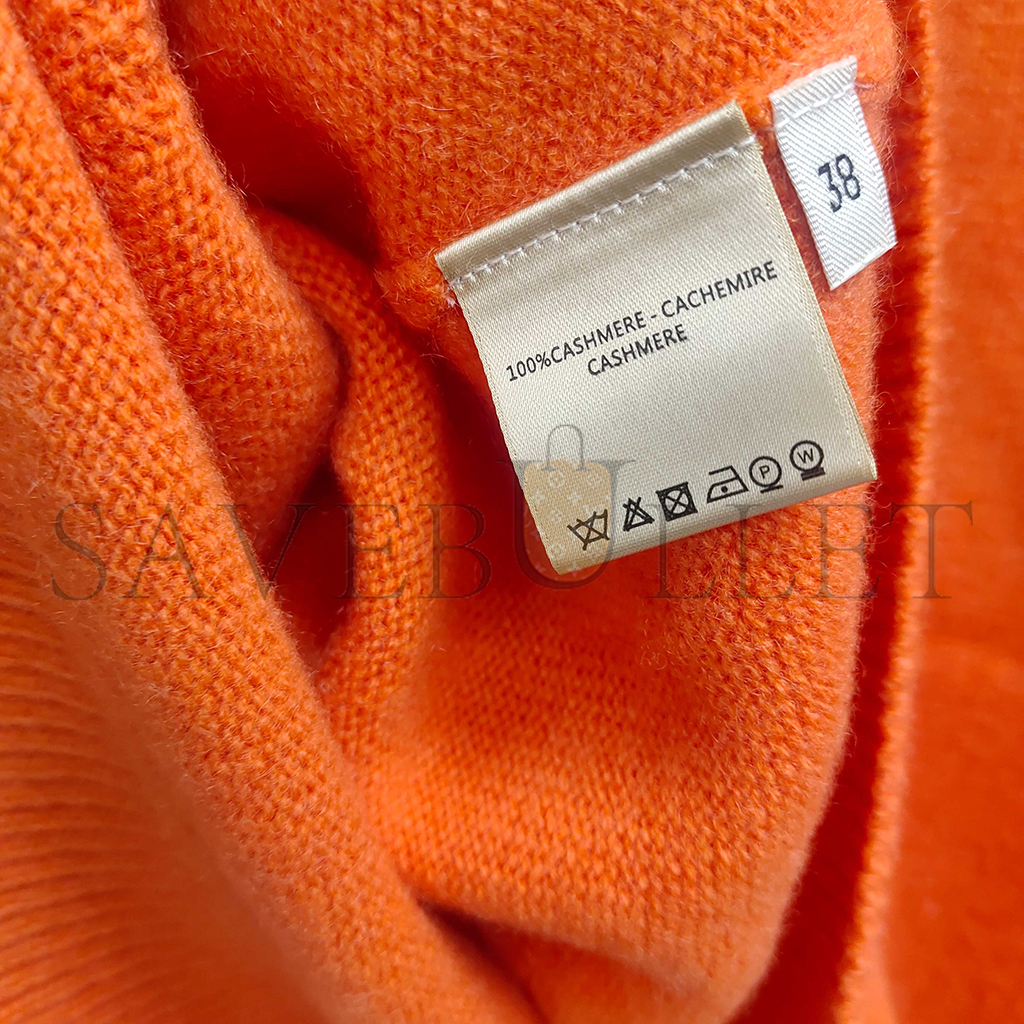 38
100%CASHMERE - CACHEMIRE
CASHMERE
P W
SAVEBULLET